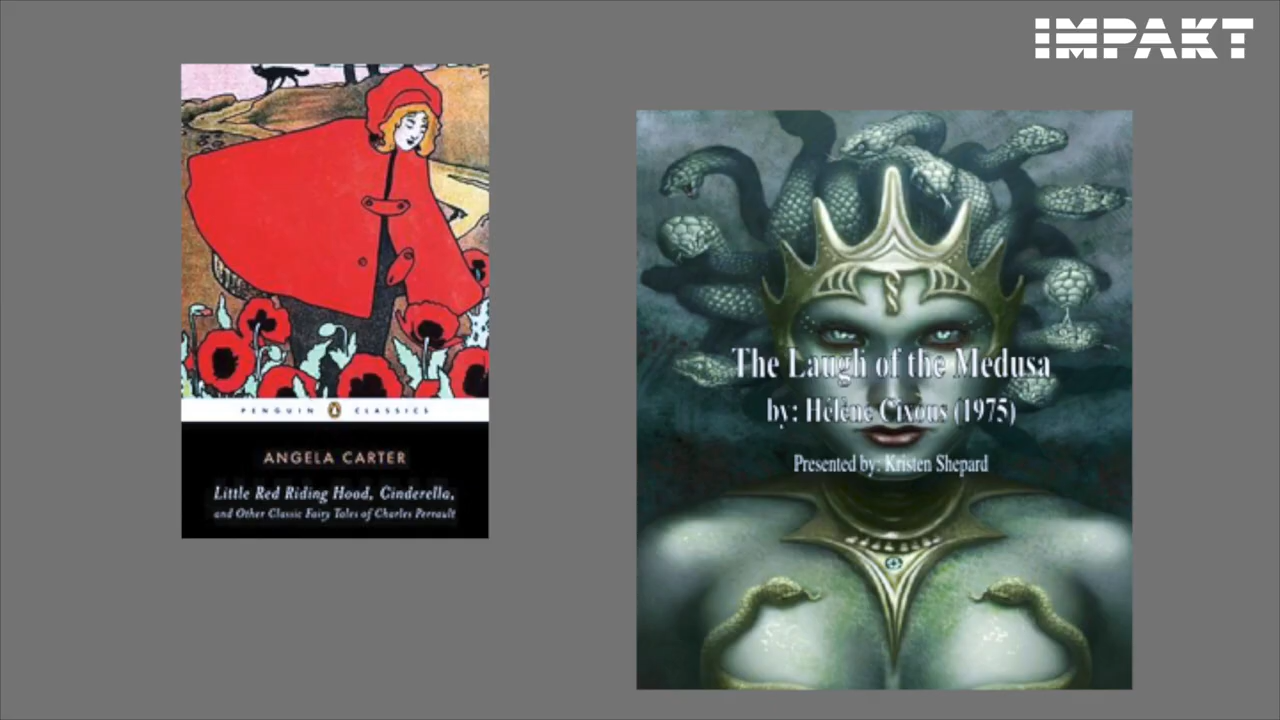 IMPAKT
PENGUIN CLASSICS
ANGELA CARTER
Little Red Riding Hood, Cinderella,
and Other Classic Fairy Tales of Charles Perrault
The Laugh of the Medusa
by: Hélène Cixous (1975)
Presented by: Kristen Shepard